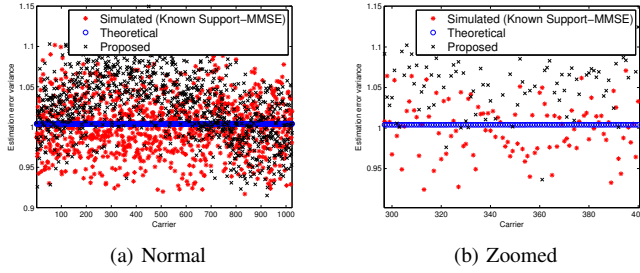 1.15
1.1
1.05
1
0.95
0.9
Estimation error variance
Simulated (Known Support−MMSE)
Theoretical
Proposed
100 200 300 400 500 600 700 800 900 1000
Carrier
(a) Normal
1.15
1.1
1.05
1
0.95
Estimation error variance
Simulated (Known Support−MMSE)
Theoretical
Proposed
300 320 340 360 380 400
Carrier
(b) Zoomed